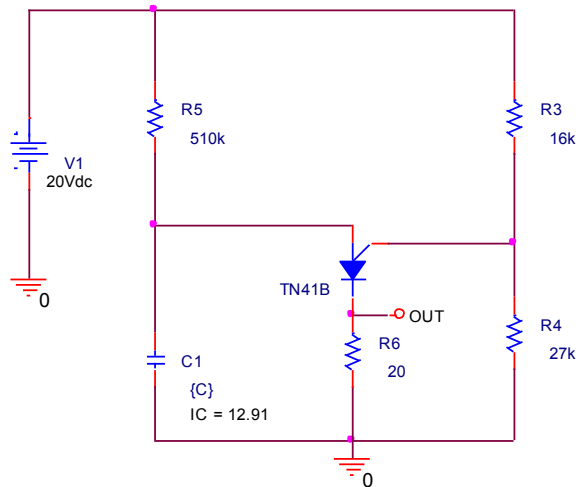 R5
510k
R3
16k
V1
20Vdc
0
TN41B
OUT
R4
27k
R6
20
C1
{C}
IC = 12.91
0